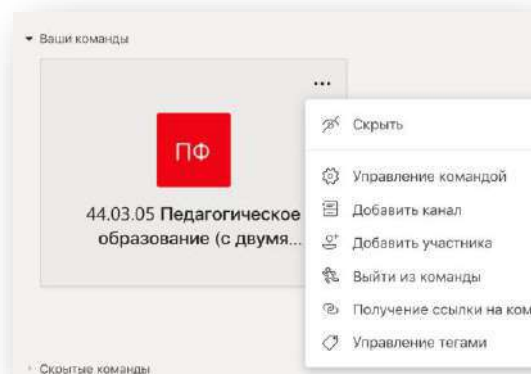 Ваши команды
...
ПФ
44.03.05 Педагогическое
образование (с двумя...
Скрыть
Управление командой
Добавить канал
Добавить участника
Выйти из команды
Получение ссылки на ком
Управление тегами
Скрытые команды